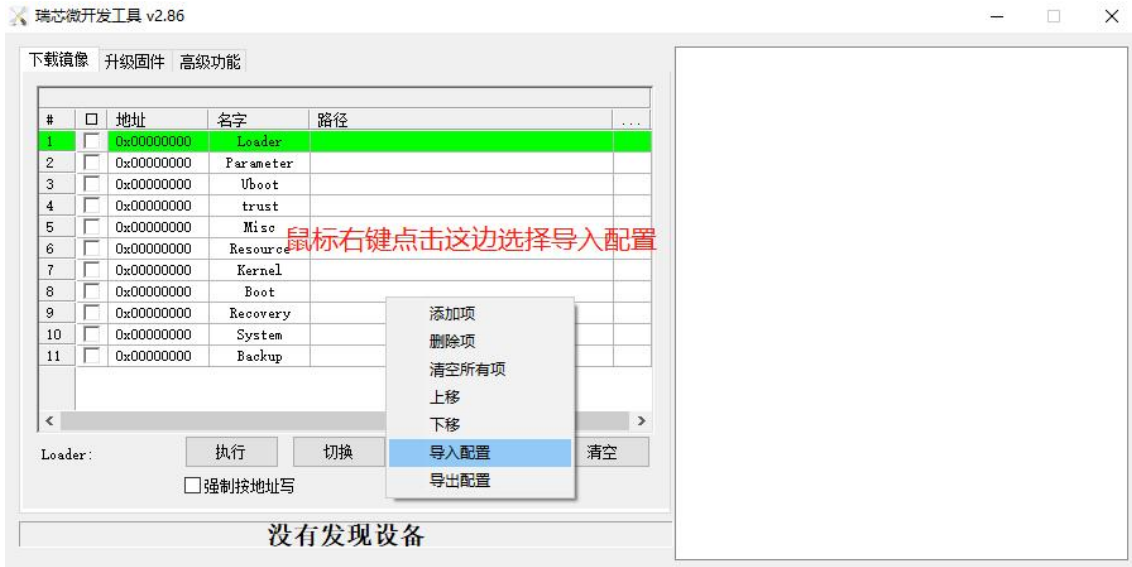 瑞芯微开发工具 v2.86
下载镜像 升级固件 高级功能
# 地址 名字 路径 ...
1 0x00000000 Loader
2 0x00000000 Parameter
3 0x00000000 Uboot
4 0x00000000 trust
5 0x00000000 Misc
鼠标右键点击这边选择导入配置
6 0x00000000 Resource
7 0x00000000 Kernel
8 0x00000000 Boot
9 0x00000000 Recovery
10 0x00000000 System
11 0x00000000 Backup
添加项
删除项
清空所有项
上移
下移
导入配置
导出配置
Loader: 执行 切换 清空
强制按地址写
没有发现设备